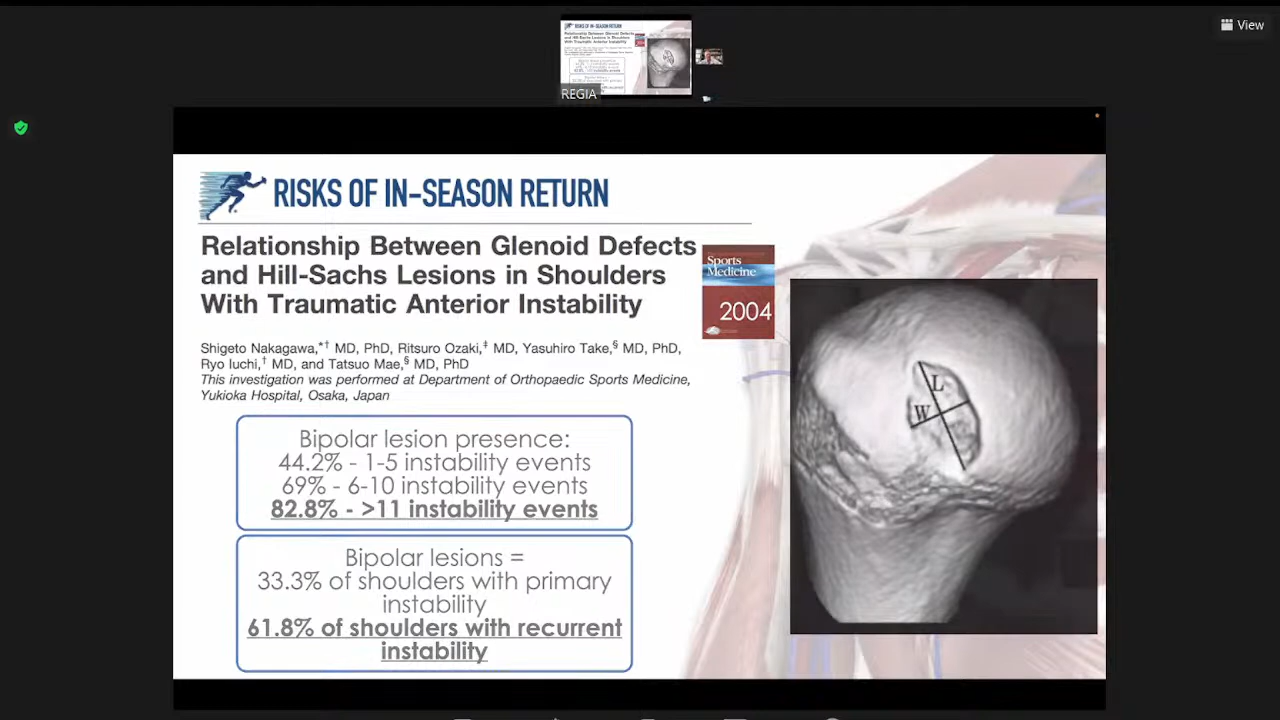 View
REGIA
RISKS OF IN-SEASON RETURN
Relationship Between Glenoid Defects
and Hill-Sachs Lesions in Shoulders
With Traumatic Anterior Instability
Sports
Medicine
2004
Shigeto Nakagawa,*† MD, PhD, Ritsuro Ozaki,‡ MD, Yasuhiro Take,§ MD, PhD,
Ryo Iuchi,† MD, and Tatsuo Mae,§ MD, PhD
This investigation was performed at Department of Orthopaedic Sports Medicine,
Yukioka Hospital, Osaka, Japan
L
W
Bipolar lesion presence:
44.2% - 1-5 instability events
69% - 6-10 instability events
82.8% - >11 instability events
Bipolar lesions =
33.3% of shoulders with primary
instability
61.8% of shoulders with recurrent
instability